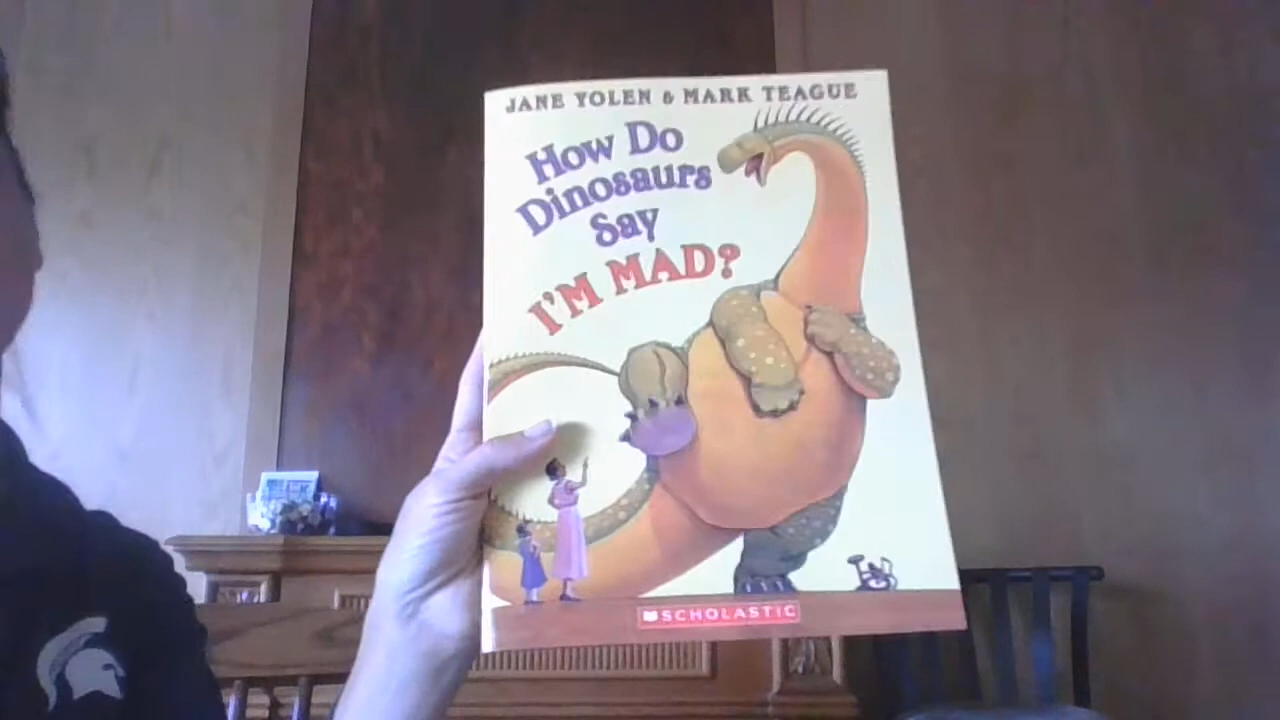 JANE YOLEN & MARK TEAGUE
How Do
Dinosaurs
Say
I'M MAD?
SCHOLASTIC